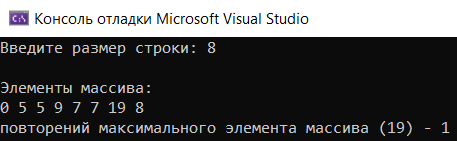 Консоль отладки Microsoft Visual Studio
Введите размер строки: 8
Элементы массива:
0 5 5 9 7 7 19 8
повторений максимального элемента массива (19) - 1